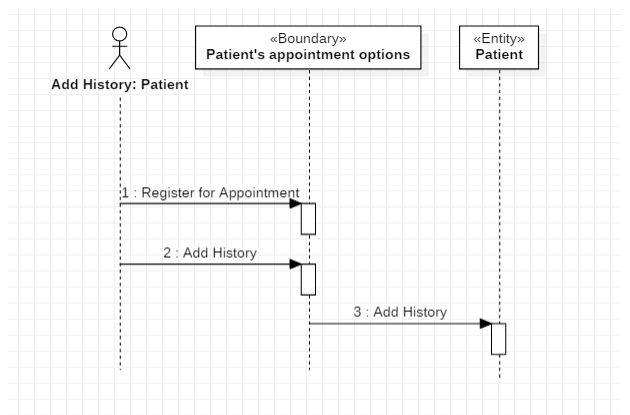 «Boundary»
Patient's appointment options
«Entity»
Patient
Add History: Patient
1 : Register for Appointment
2 : Add History
3 : Add History